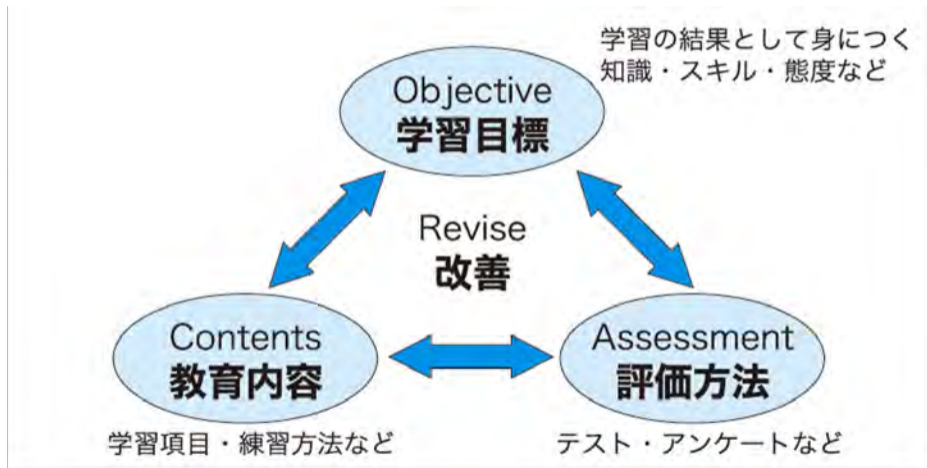 学習の結果として身につく
知識・スキル・態度など
Objective
学習目標
Revise
改善
Contents
教育内容
学習項目・練習方法など
Assessment
評価方法
テスト・アンケートなど